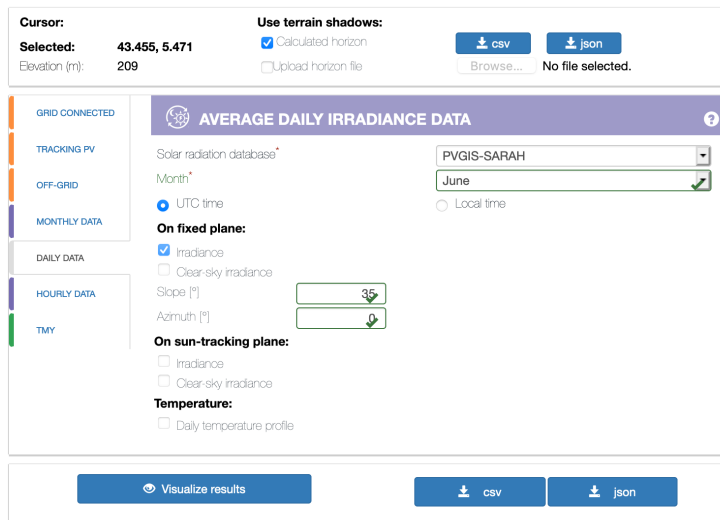 Cursor:
Use terrain shadows:
Selected: 43.455, 5.471
Calculated horizon
csv
json
Elevation (m): 209
Upload horizon file
Browse...
No file selected.
GRID CONNECTED
TRACKING PV
OFF-GRID
MONTHLY DATA
DAILY DATA
HOURLY DATA
TMY
AVERAGE DAILY IRRADIANCE DATA
?
Solar radiation database*
PVGIS-SARAH
Month*
June
UTC time
Local time
On fixed plane:
Irradiance
Clear-sky irradiance
Slope [º] 35
Azimuth [º] 0
On sun-tracking plane:
Irradiance
Clear-sky irradiance
Temperature:
Daily temperature profile
Visualize results
csv
json